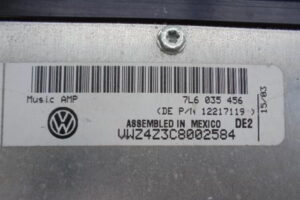 Music AMP
7L6 035 456
(DE P/N 12217119 )
15/03
ASSEMBLED IN MEXICO DE2
VWZ4Z3C8002584